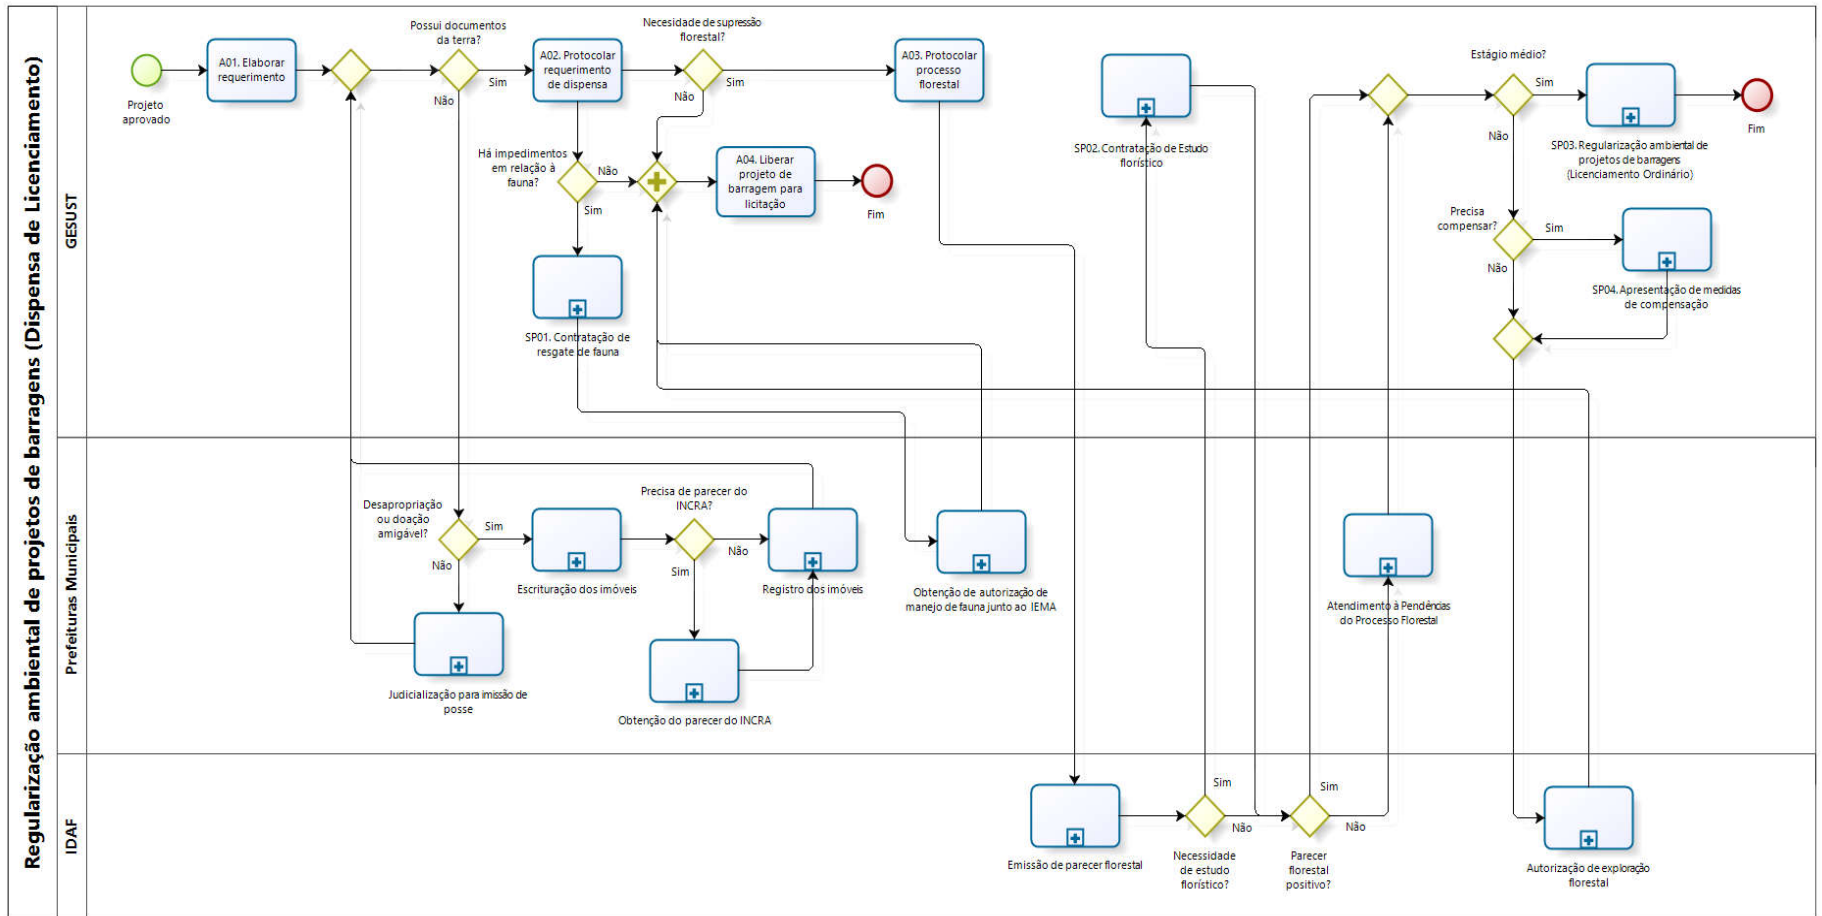 Regularização ambiental de projetos de barragens (Dispensa de Licenciamento)
GESUST
Projeto
aprovado
A01. Elaborar
requerimento
Possui documentos
da terra?
Sim
Não
A02. Protocolar
requerimento
de dispensa
Necessidade de supressão
florestal?
Sim
Não
A03. Protocolar
processo
florestal
Há impedimentos
em relação à
fauna?
Não
Sim
A04. Liberar
projeto de
barragem para
licitação
Fim
SP01. Contratação de
resgate de fauna
SP02. Contratação de Estudo
florístico
Estágio médio?
Sim
Não
SP03. Regularização ambiental de
projetos de barragens
(Licenciamento Ordinário)
Fim
Precisa
compensar?
Sim
Não
SP04. Apresentação de medidas
de compensação
Prefeituras Municipais
Desapropriação
ou doação
amigável?
Sim
Não
Escrituração dos imóveis
Precisa de parecer do
INCRA?
Não
Sim
Registro dos imóveis
Judicialização para imissão de
posse
Obtenção do parecer do INCRA
Obtenção de autorização de
manejo de fauna junto ao IEMA
Atendimento à Pendências
do Processo Florestal
IDAF
Emissão de parecer florestal
Sim
Não
Necessidade
de estudo
florístico?
Sim
Não
Parecer
florestal
positivo?
Autorização de exploração
florestal